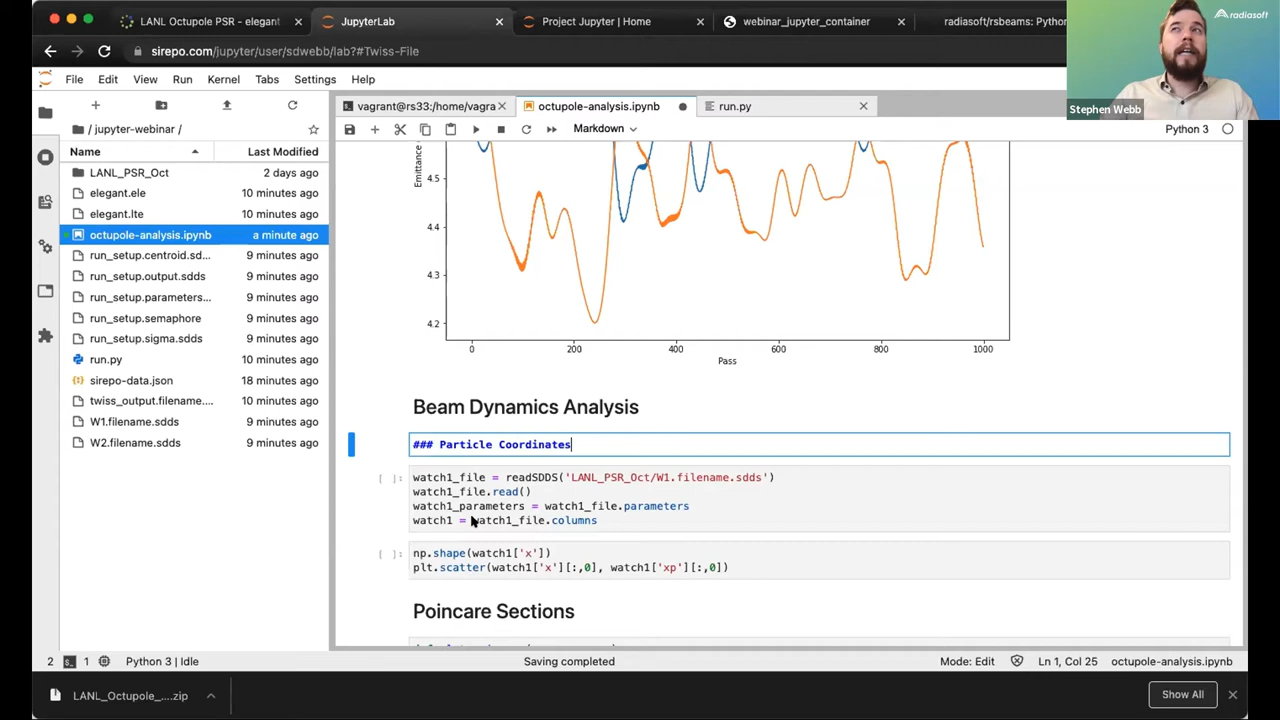 LANL Octupole PSR - elegant
JupyterLab
Project Jupyter | Home
webinar_jupyter_container
radiasoft/rsbeams: Python
radiasoft
sirepo.com/jupyter/user/sdwebb/lab?#Twiss-File
Stephen Webb
File Edit View Run Kernel Tabs Settings Help
vagrant@rs33:/home/vagra
octupole-analysis.ipynb
run.py
/ jupyter-webinar /
Markdown
Python 3
Name Last Modified
LANL_PSR_Oct 2 days ago
elegant.ele 10 minutes ago
elegant.lte 10 minutes ago
octupole-analysis.ipynb a minute ago
run_setup.centroid.sd... 9 minutes ago
run_setup.output.sdds 9 minutes ago
run_setup.parameters... 9 minutes ago
run_setup.semaphore 9 minutes ago
run_setup.sigma.sdds 9 minutes ago
run.py 10 minutes ago
sirepo-data.json 18 minutes ago
twiss_output.filename.... 10 minutes ago
W1.filename.sdds 9 minutes ago
W2.filename.sdds 9 minutes ago
Emittance
4.5
4.4
4.3
4.2
0 200 400 600 800 1000
Pass
Beam Dynamics Analysis
### Particle Coordinates
[ ]: watch1_file = readSDDS('LANL_PSR_Oct/W1.filename.sdds')
watch1_file.read()
watch1_parameters = watch1_file.parameters
watch1 = watch1_file.columns
[ ]: np.shape(watch1['x'])
plt.scatter(watch1['x'][:,0], watch1['xp'][:,0])
Poincare Sections
2 1 Python 3 | Idle
Saving completed
Mode: Edit
Ln 1, Col 25
octupole-analysis.ipynb
LANL_Octupole_....zip
Show All